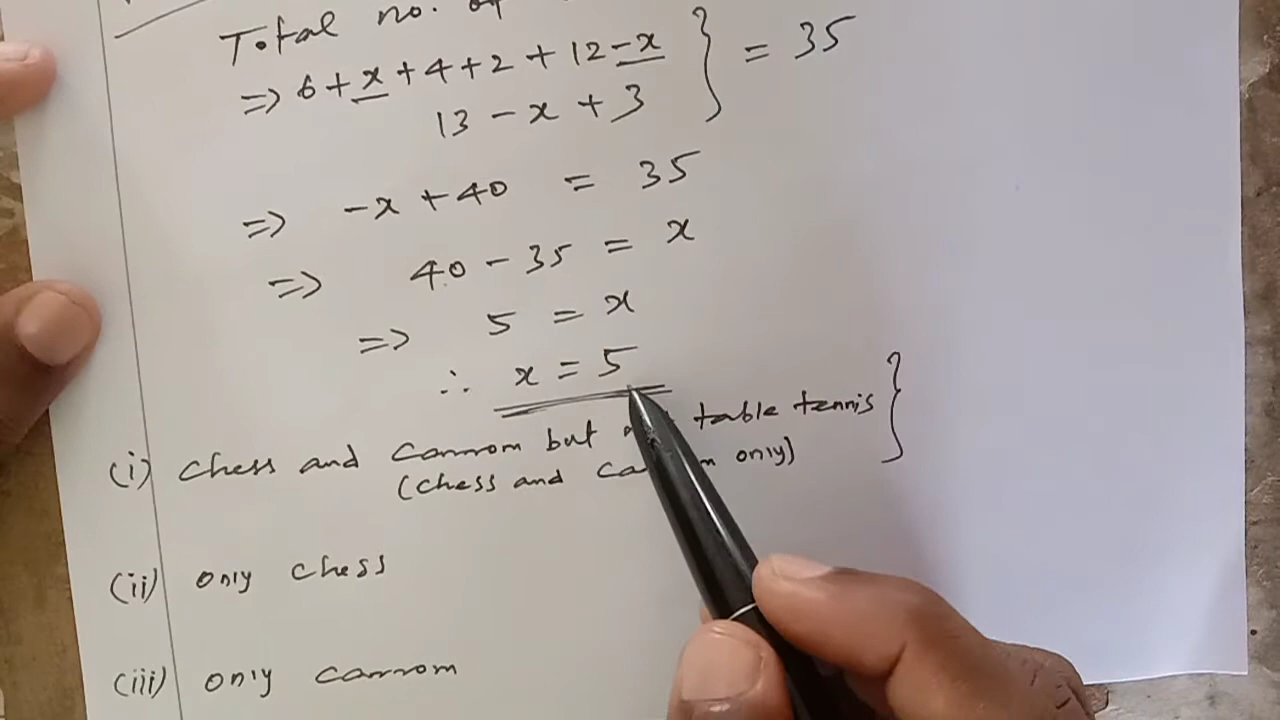 Total no. of
=> 6 + x + 4 + 2 + 12 - x } = 35
13 - x + 3
=> -x + 40 = 35
=> 40 - 35 = x
=> 5 = x
∴ x = 5
(i) chess and Carrom but table tennis }
(chess and only)
(ii) only chess
(iii) only carrom